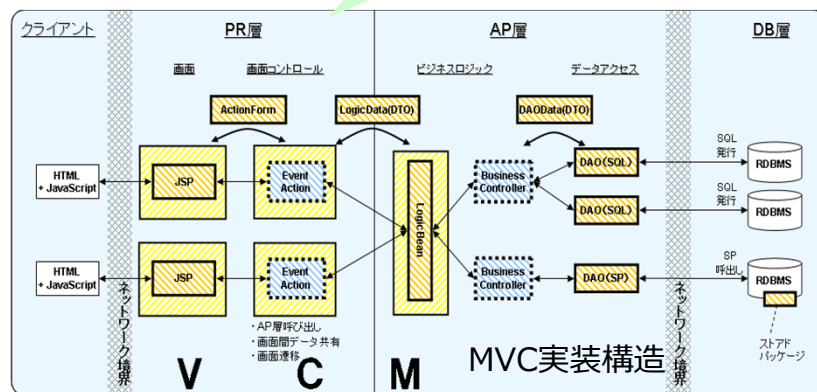 クライアント
PR層
AP層
DB層
画面
画面コントロール
ビジネスロジック
データアクセス
ActionForm
LogicData(DTO)
DAOData(DTO)
HTML
+ JavaScript
JSP
Event
Action
LogicBean
Business
Controller
DAO(SQL)
DAO(SQL)
SQL
発行
RDBMS
SQL
発行
RDBMS
HTML
+ JavaScript
JSP
Event
Action
Business
Controller
DAO(SP)
SP
呼出し
RDBMS
ネットワーク境界
ネットワーク境界
・AP層呼び出し
・画面間データ共有
・画面遷移
ストアド
パッケージ
V
C
M
MVC実装構造